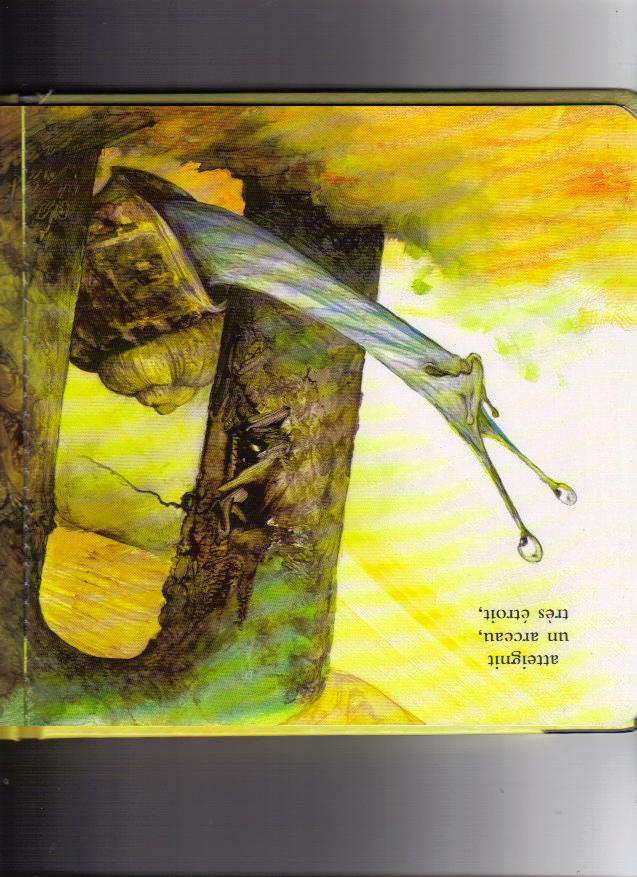 atteignit
un arceau,
très étroit,